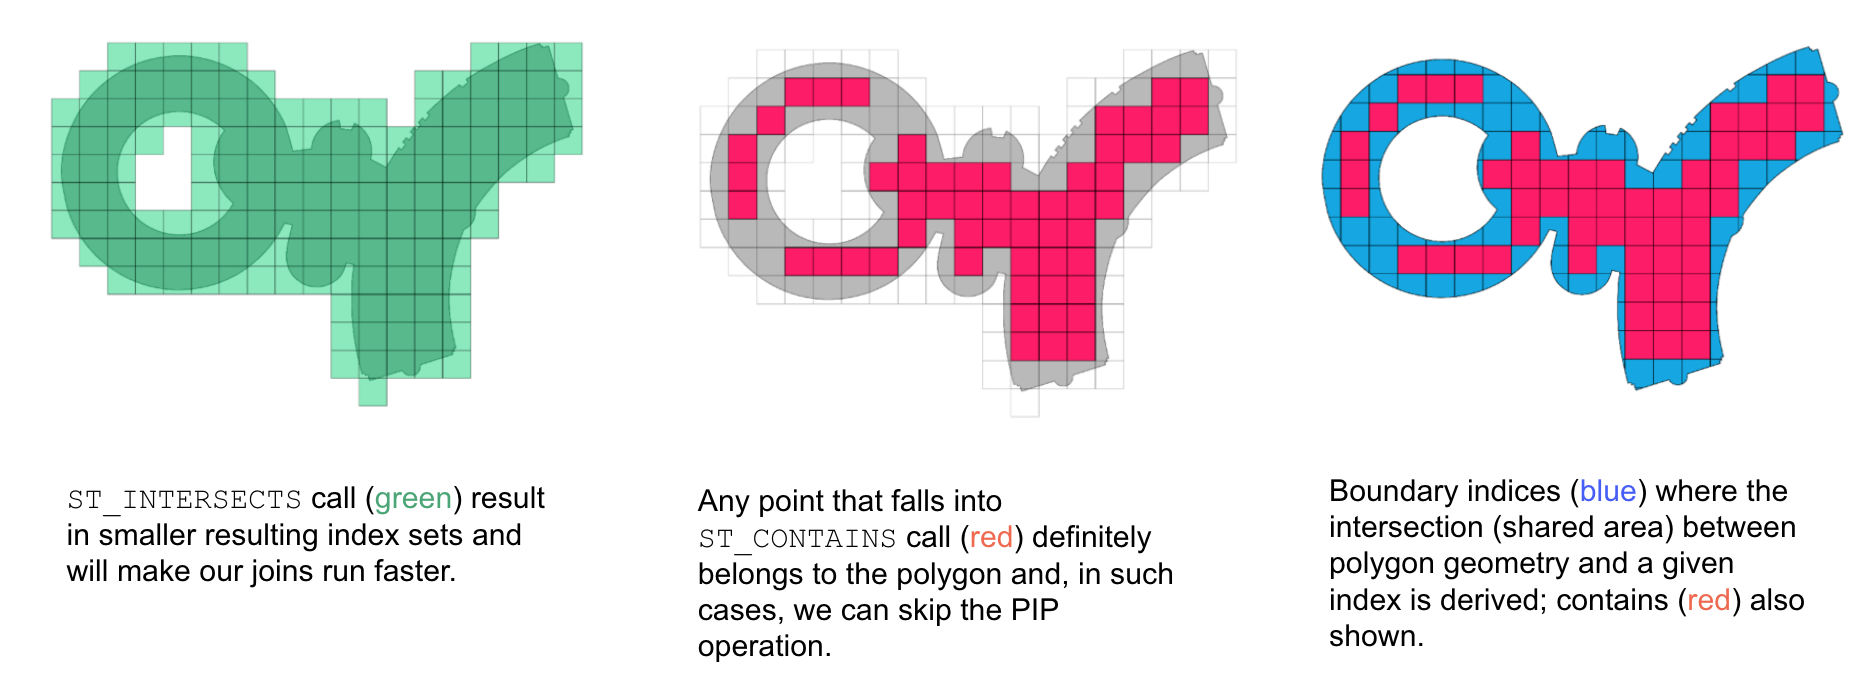 ST_INTERSECTS call (green) result
in smaller resulting index sets and
will make our joins run faster.
Any point that falls into
ST_CONTAINS call (red) definitely
belongs to the polygon and, in such
cases, we can skip the PIP
operation.
Boundary indices (blue) where the
intersection (shared area) between
polygon geometry and a given
index is derived; contains (red) also
shown.